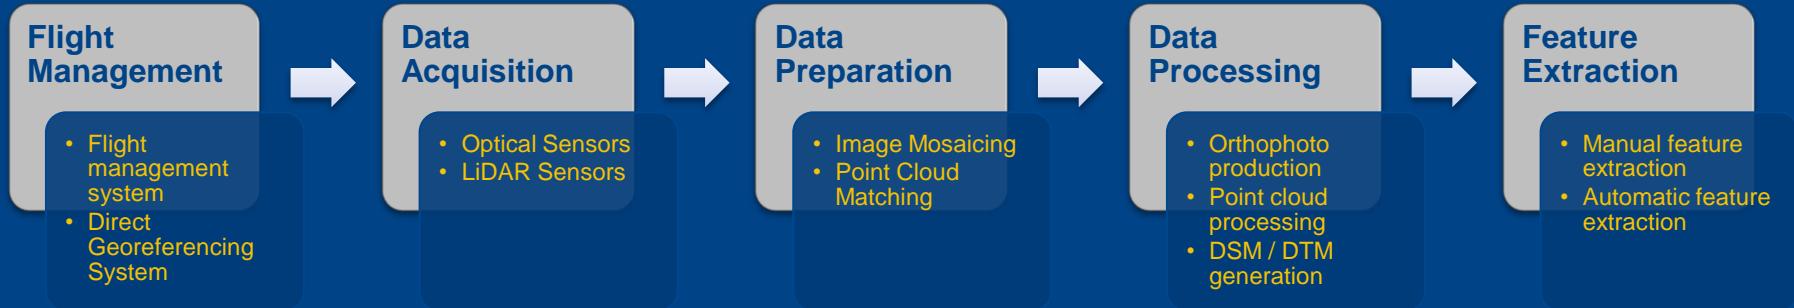 Flight
Management
• Flight
management
system
• Direct
Georeferencing
System
Data
Acquisition
• Optical Sensors
• LiDAR Sensors
Data
Preparation
• Image Mosaicing
• Point Cloud
Matching
Data
Processing
• Orthophoto
production
• Point cloud
processing
• DSM / DTM
generation
Feature
Extraction
• Manual feature
extraction
• Automatic feature
extraction